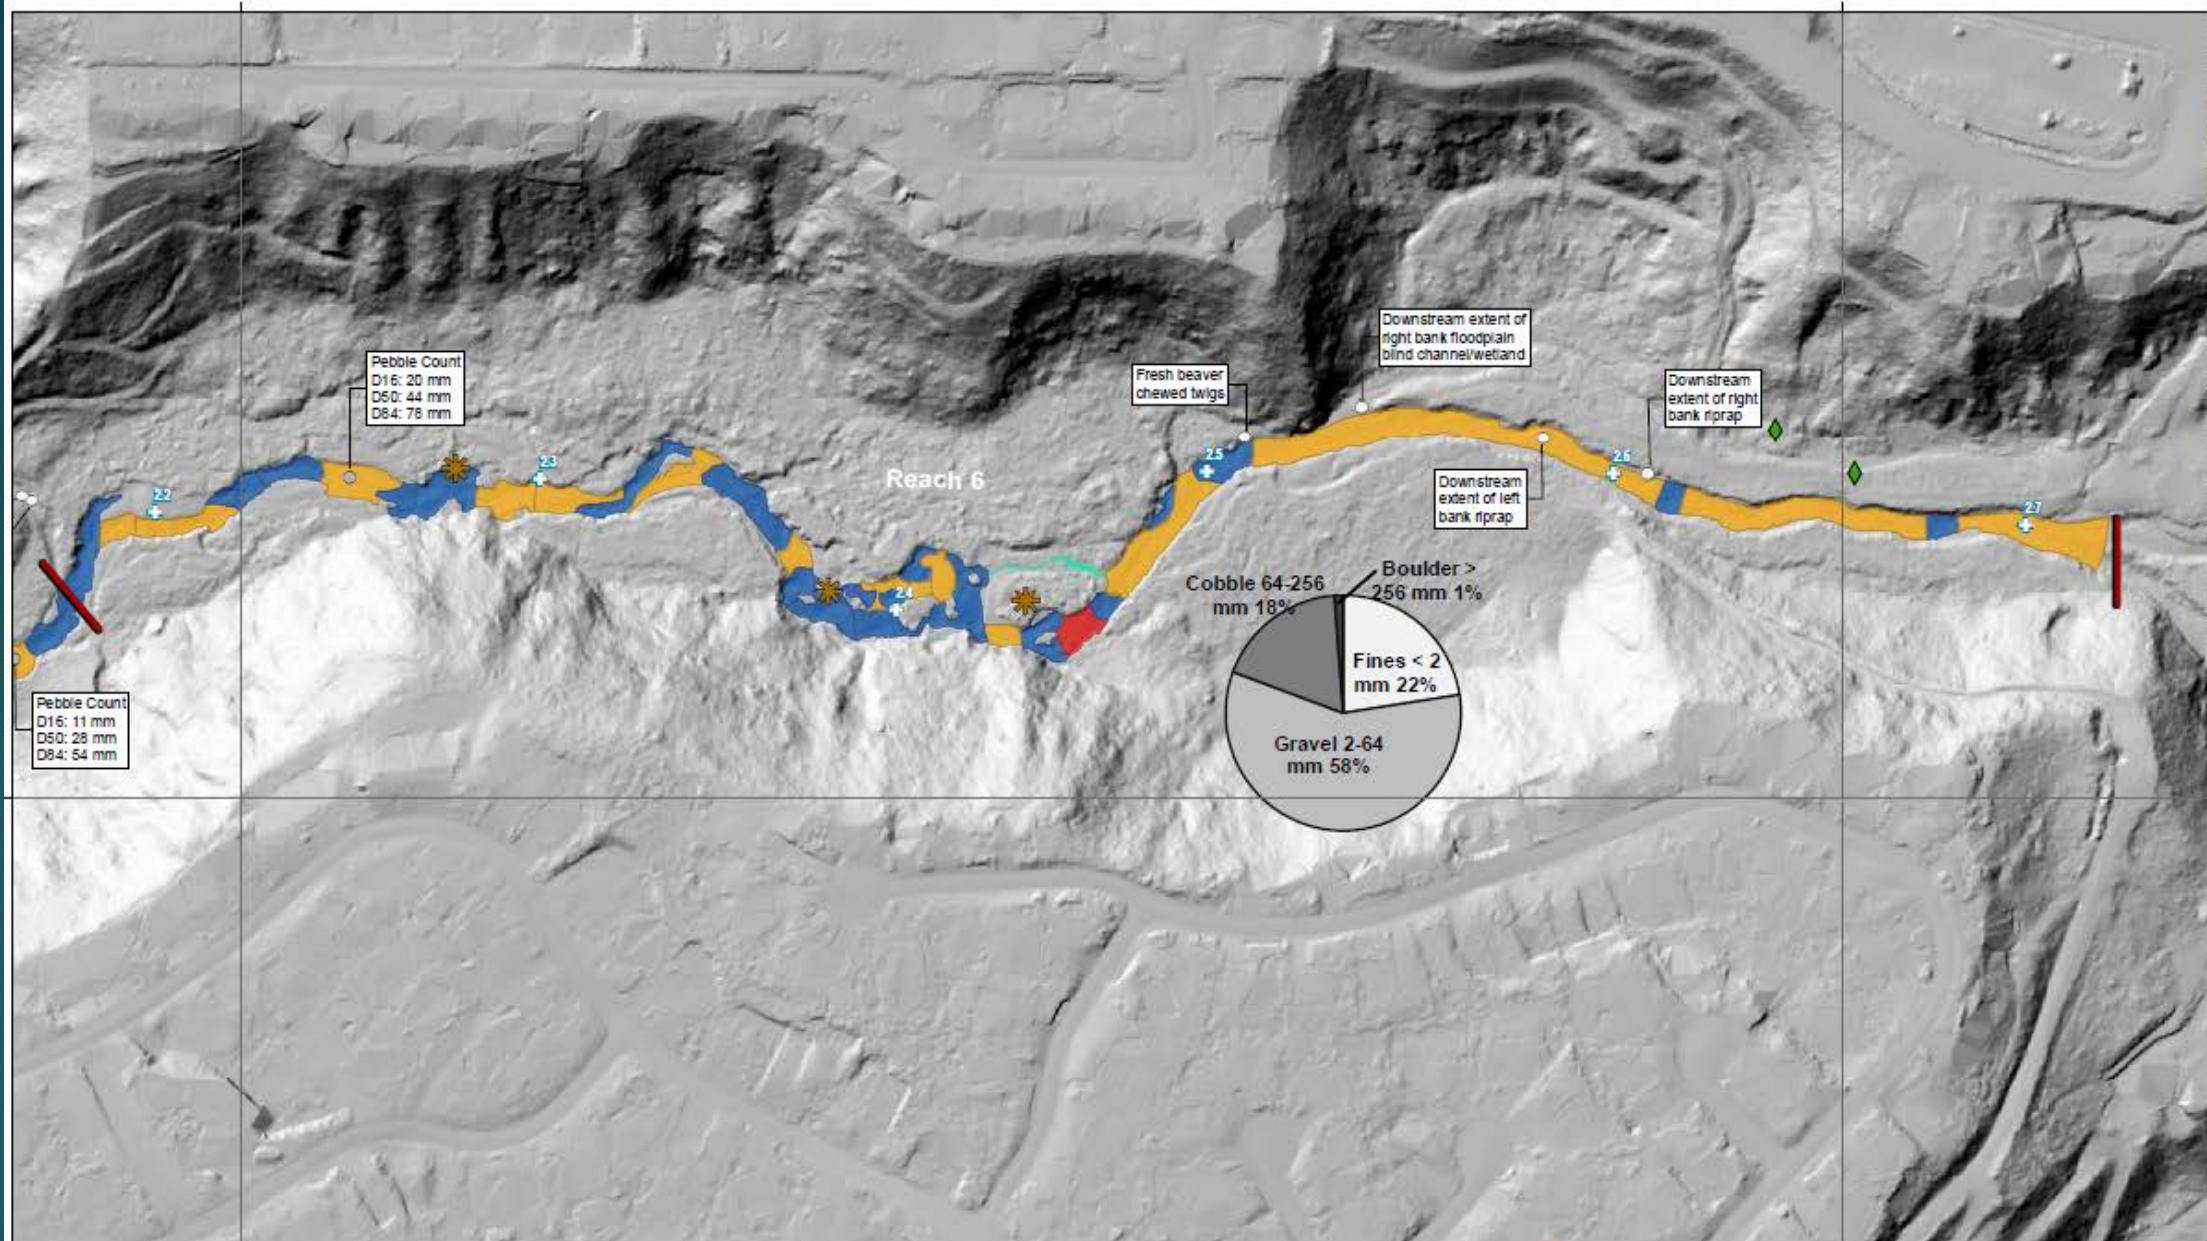 Downstream extent of
right bank floodplain
blind channel/wetland
Pebble Count
D16: 20 mm
D50: 44 mm
D84: 78 mm
Fresh beaver
chewed twigs
Downstream
extent of right
bank riprap
2.5
2.6
2.3
Reach 6
Downstream
extent of left
bank riprap
2.2
2.7
2.4
Cobble 64-256
mm 18%
Boulder >
256 mm 1%
Fines < 2
mm 22%
Pebble Count
D16: 11 mm
D50: 28 mm
D84: 54 mm
Gravel 2-64
mm 58%